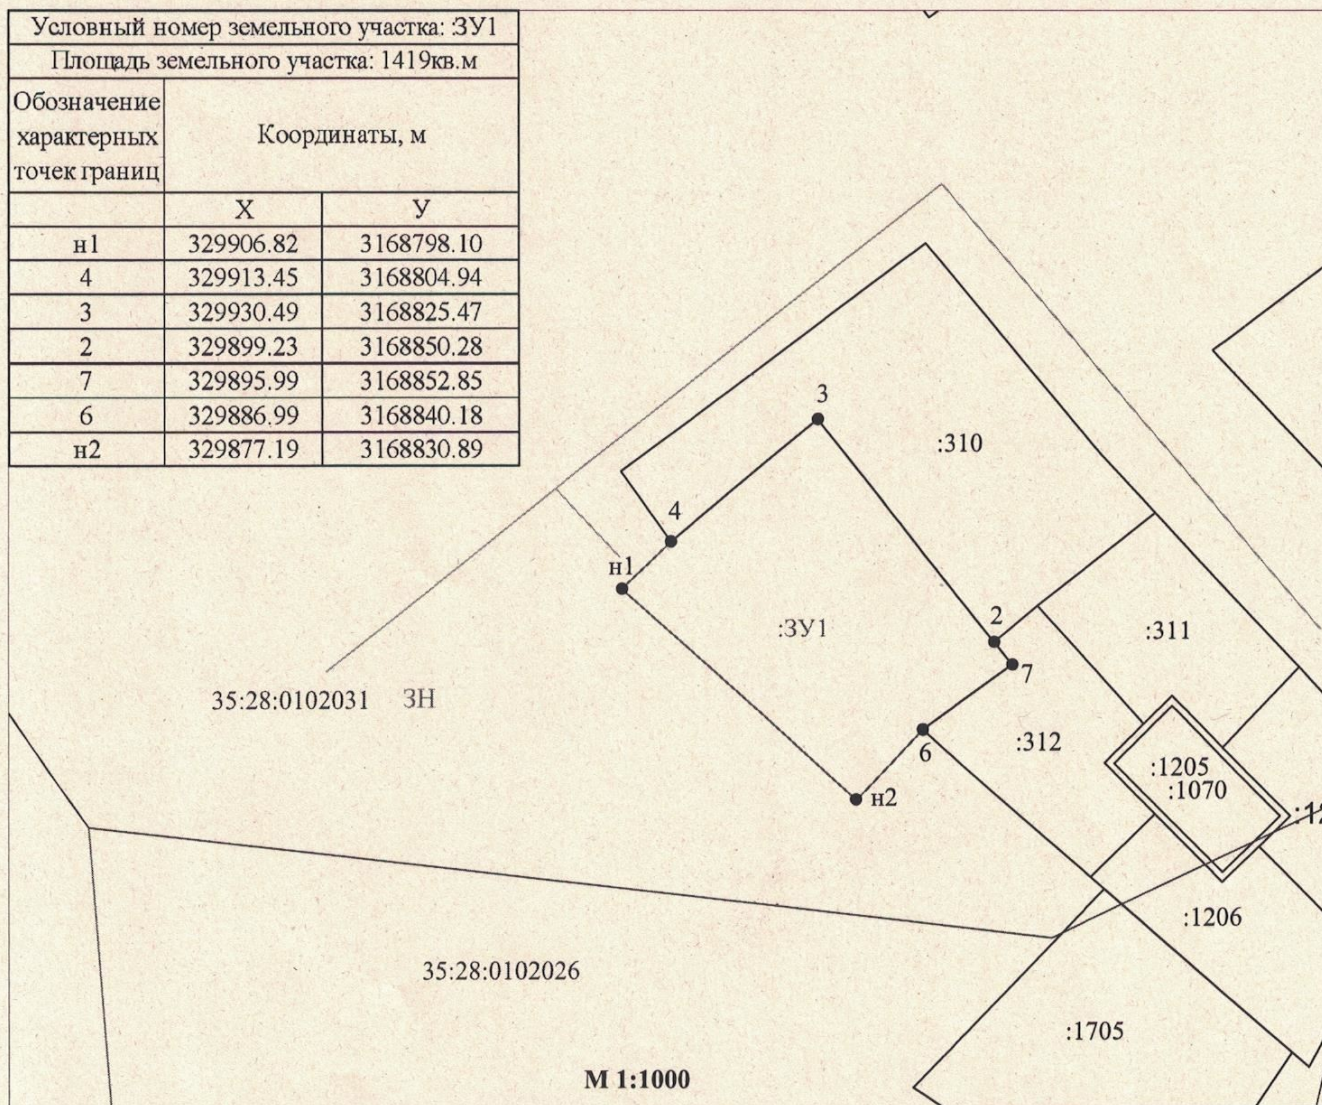 Условный номер земельного участка: :ЗУ1
Площадь земельного участка: 1419кв.м
Обозначение
характерных
точек границ
Координаты, м
Х У
н1 329906.82 3168798.10
4 329913.45 3168804.94
3 329930.49 3168825.47
2 329899.23 3168850.28
7 329895.99 3168852.85
6 329886.99 3168840.18
н2 329877.19 3168830.89
3
:310
4
н1
:ЗУ1
2
:311
7
35:28:0102031 ЗН
6
:312
:1205
:1070
н2
:1206
35:28:0102026
:1705
М 1:1000